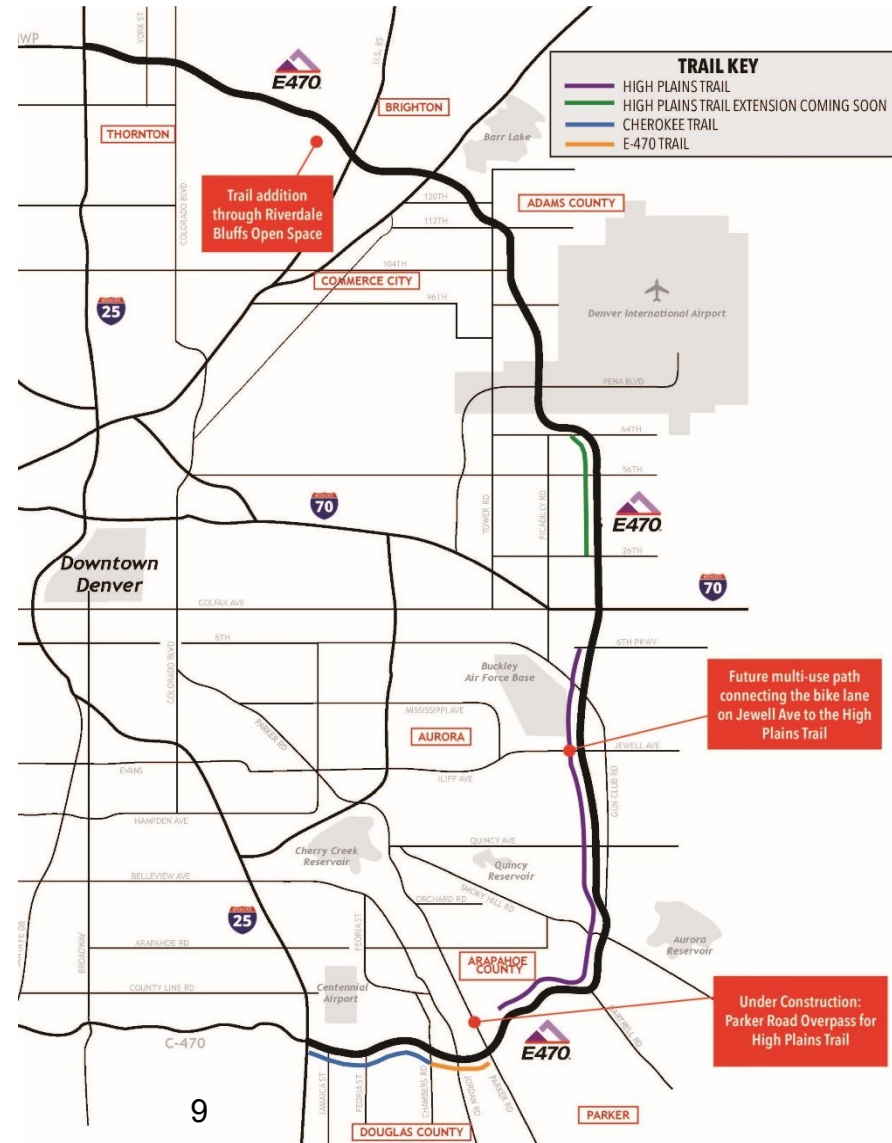 YORK ST
U.S. 85
E470
TRAIL KEY
HIGH PLAINS TRAIL
HIGH PLAINS TRAIL EXTENSION COMING SOON
CHEROKEE TRAIL
E-470 TRAIL
BRIGHTON
THORNTON
Barr Lake
Trail addition
through Riverdale
Bluffs Open Space
COLORADO BLVD
120TH
ADAMS COUNTY
112TH
104TH
COMMERCE CITY
96TH
25
Denver International Airport
PENA BLVD
64TH
56TH
70
TOWER RD
PICADILLY RD
E470
26TH
Downtown
Denver
70
COLFAX AVE
6TH
6TH PKWY
Buckley
Air Force Base
COLORADO BLVD
PARKER RD
MISSISSIPPI AVE
Future multi-use path
connecting the bike lane
on Jewell Ave to the High
Plains Trail
AURORA
JEWELL AVE
EVANS
ILIFF AVE
GUN CLUB RD
HAMPDEN AVE
Cherry Creek
Reservoir
QUINCY AVE
Quincy
Reservoir
BELLEVIEW AVE
SMOKY HILL RD
ORCHARD RD
25
PEORIA ST
BROADWAY
ARAPAHOE RD
Aurora
Reservoir
ARAPAHOE
COUNTY
COUNTY LINE RD
Centennial
Airport
Under Construction:
Parker Road Overpass for
High Plains Trail
GARTRELL RD
C-470
E470
JAMAICA ST
PEORIA ST
CHAMBERS RD
JORDAN RD
PARKER RD
9
PARKER
DOUGLAS COUNTY